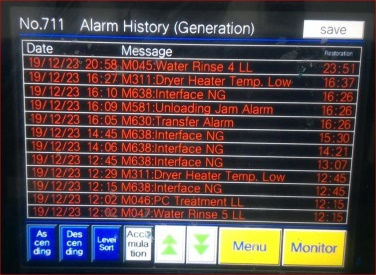 No.711 Alarm History (Generation) save
Date Message Restoration
19/12/23 20:58 M045:Water Rinse 4 LL 23:51
19/12/23 16:27 M311:Dryer Heater Temp. Low 16:37
19/12/23 16:10 M638:Interface NG 16:26
19/12/23 16:09 M581:Unloading Jam Alarm 16:26
19/12/23 16:05 M630:Transfer Alarm 16:26
19/12/23 14:45 M638:Interface NG 15:30
19/12/23 14:06 M638:Interface NG 14:21
19/12/23 12:45 M638:Interface NG 13:07
19/12/23 12:29 M311:Dryer Heater Temp. Low 12:45
19/12/23 12:15 M638:Interface NG 12:45
19/12/23 12:02 M046:PC Treatment LL 12:15
19/12/23 12:02 M047:Water Rinse 5 LL 12:15
As cen ding
Des cen ding
Level Sort
Accu mula tion
Menu
Monitor